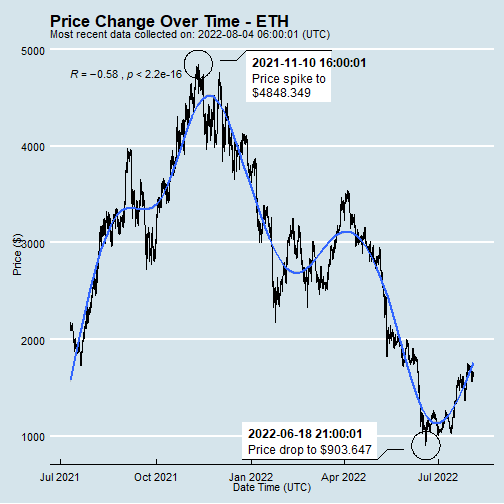 Price Change Over Time - ETH
Most recent data collected on: 2022-08-04 06:00:01 (UTC)
5000
2021-11-10 16:00:01
Price spike to
$4848.349
R = −0.58 , p < 2.2e-16
4000
3000
Price ($)
2000
2022-06-18 21:00:01
Price drop to $903.647
1000
Jul 2021 Oct 2021 Jan 2022 Apr 2022 Jul 2022
Date Time (UTC)